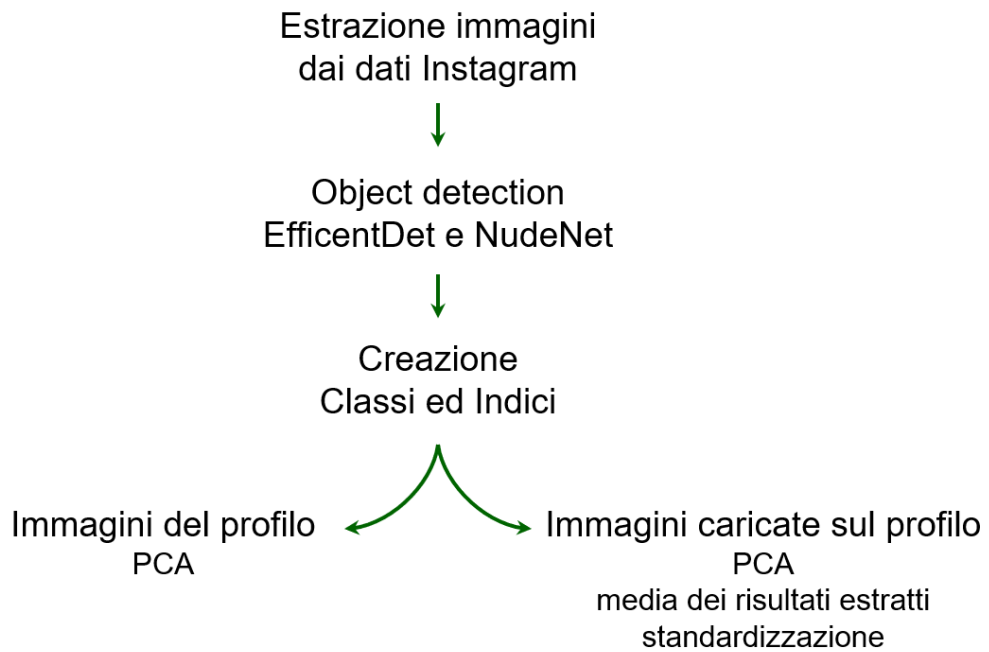 Estrazione immagini
dai dati Instagram
Object detection
EfficentDet e NudeNet
Creazione
Classi ed Indici
Immagini del profilo
PCA
Immagini caricate sul profilo
PCA
media dei risultati estratti
standardizzazione